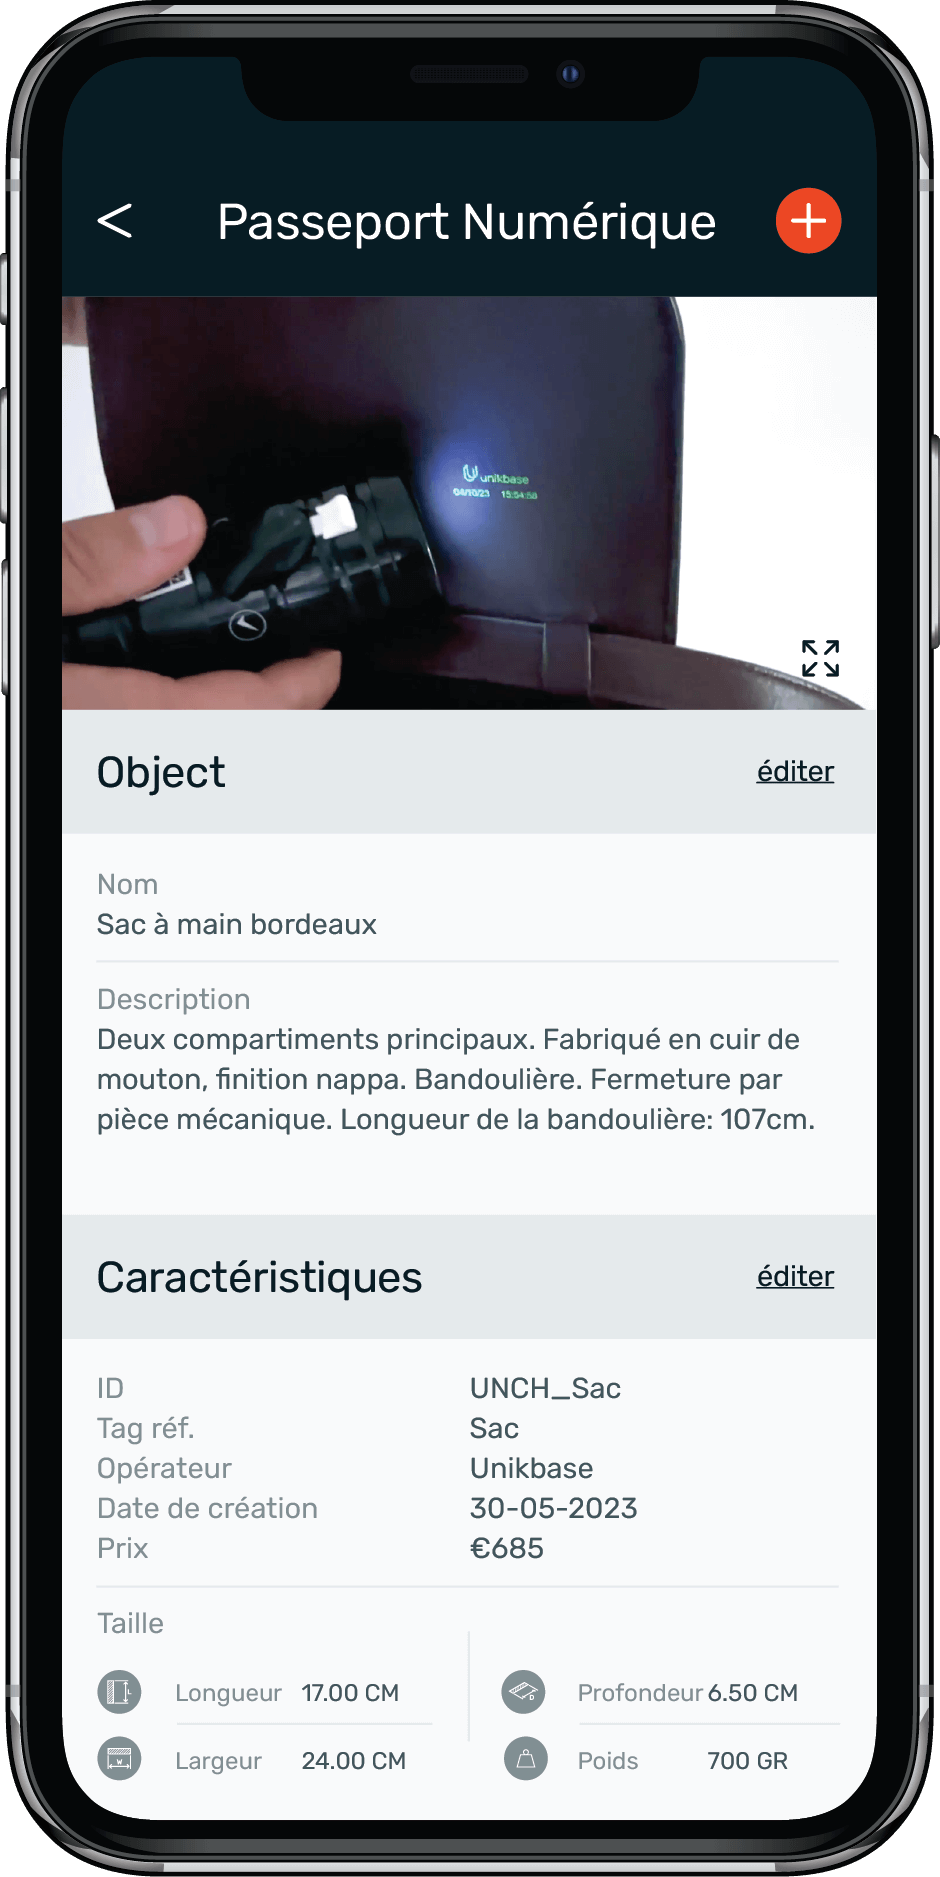 <
Passeport Numérique
+
unikbase
04/10/23 15:04:58
Object
éditer
Nom
Sac à main bordeaux
Description
Deux compartiments principaux. Fabriqué en cuir de
mouton, finition nappa. Bandoulière. Fermeture par
pièce mécanique. Longueur de la bandoulière: 107cm.
Caractéristiques
éditer
ID UNCH_Sac
Tag réf. Sac
Opérateur Unikbase
Date de création 30-05-2023
Prix €685
Taille
L Longueur 17.00 CM
D Profondeur 6.50 CM
W Largeur 24.00 CM
Poids 700 GR